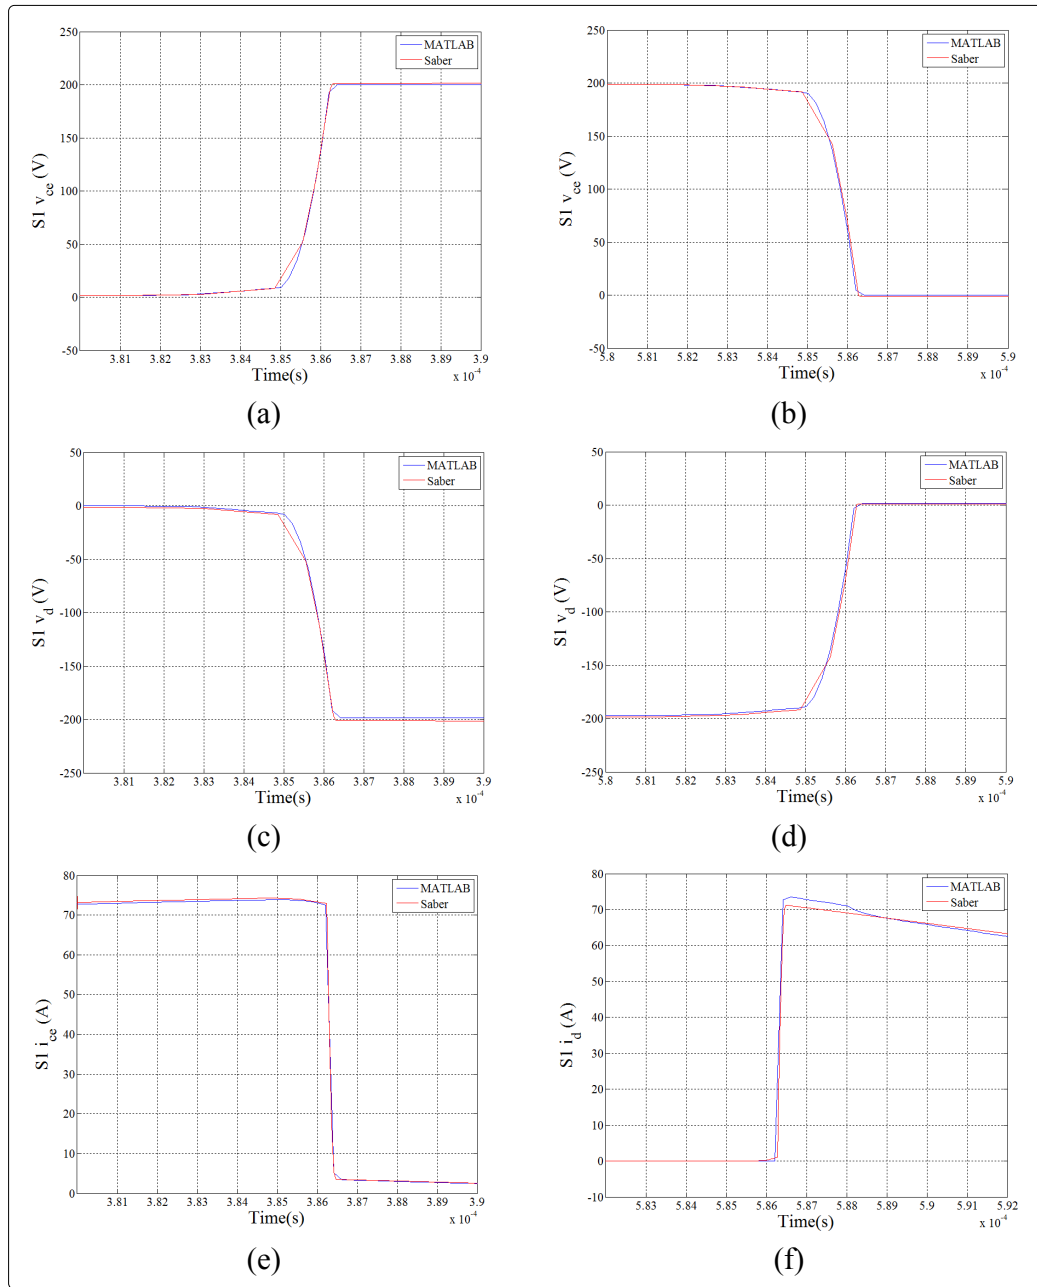 250
200
150
100
50
0
-50
S1 v_ce (V)
MATLAB
Saber
3.81 3.82 3.83 3.84 3.85 3.86 3.87 3.88 3.89 3.9
Time(s)
x 10^-4
(a)
250
200
150
100
50
0
-50
S1 v_ce (V)
MATLAB
Saber
5.8 5.81 5.82 5.83 5.84 5.85 5.86 5.87 5.88 5.89 5.9
Time(s)
x 10^-4
(b)
50
0
-50
-100
-150
-200
-250
S1 v_d (V)
MATLAB
Saber
3.81 3.82 3.83 3.84 3.85 3.86 3.87 3.88 3.89 3.9
Time(s)
x 10^-4
(c)
50
0
-50
-100
-150
-200
-250
S1 v_d (V)
MATLAB
Saber
5.8 5.81 5.82 5.83 5.84 5.85 5.86 5.87 5.88 5.89 5.9
Time(s)
x 10^-4
(d)
80
70
60
50
40
30
20
10
0
S1 i_ce (A)
MATLAB
Saber
3.81 3.82 3.83 3.84 3.85 3.86 3.87 3.88 3.89 3.9
Time(s)
x 10^-4
(e)
80
70
60
50
40
30
20
10
0
-10
S1 i_d (A)
MATLAB
Saber
5.83 5.84 5.85 5.86 5.87 5.88 5.89 5.9 5.91 5.92
Time(s)
x 10^-4
(f)